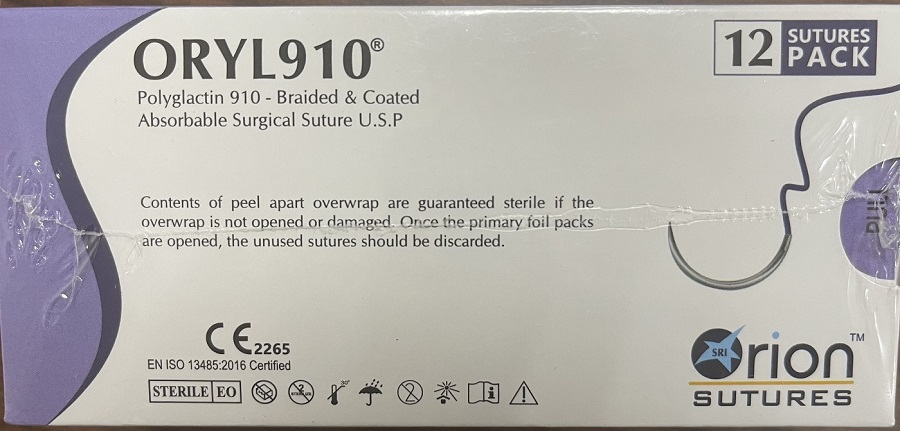 ORYL910®
12 SUTURES PACK
Polyglactin 910 - Braided & Coated
Absorbable Surgical Suture U.S.P
Contents of peel apart overwrap are guaranteed sterile if the
overwrap is not opened or damaged. Once the primary foil packs
are opened, the unused sutures should be discarded.
CE 2265
EN ISO 13485:2016 Certified
STERILE EO
30°
SRI
Orion™
SUTURES